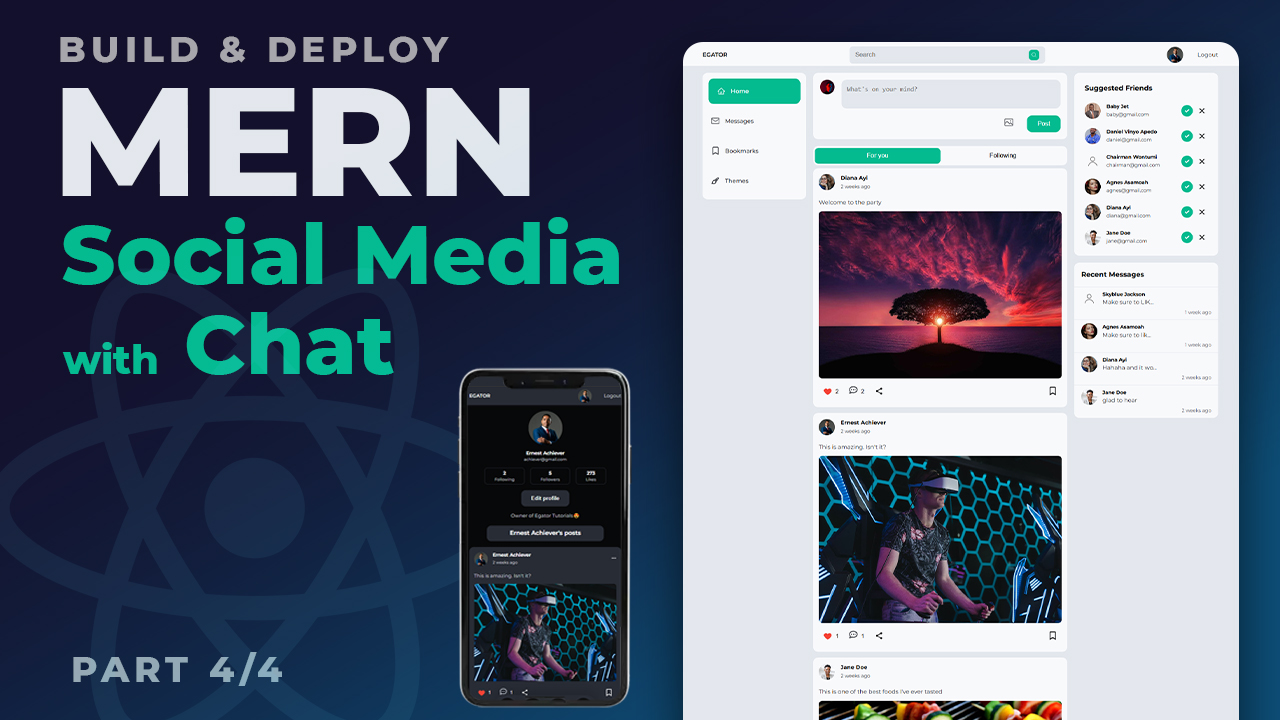 BUILD & DEPLOY
MERN
Social Media
with Chat
PART 4/4
EGATOR
Logout
Ernest Achiever
achiever@gmail.com
2
Following
5
Followers
273
Likes
Edit profile
Owner of Egator Tutorials🤩
Ernest Achiever's posts
Ernest Achiever
2 weeks ago
This is amazing. Isn't it?
1 1
EGATOR
Search
Logout
Home
Messages
Bookmarks
Themes
What's on your mind?
Post
For you
Following
Diana Ayi
2 weeks ago
Welcome to the party
2 2
Ernest Achiever
2 weeks ago
This is amazing. Isn't it?
1 1
Jane Doe
2 weeks ago
This is one of the best foods I've ever tasted
Suggested Friends
Baby Jet
baby@gmail.com
Daniel Vinyo Apedo
daniel@gmail.com
Chairman Wontumi
chairman@gmail.com
Agnes Asamoah
agnes@gmail.com
Diana Ayi
diana@gmail.com
Jane Doe
jane@gmail.com
Recent Messages
Skyblue Jackson
Make sure to LIK...
1 week ago
Agnes Asamoah
Make sure to lik...
1 week ago
Diana Ayi
Hahaha and it wo...
2 weeks ago
Jane Doe
glad to hear
2 weeks ago